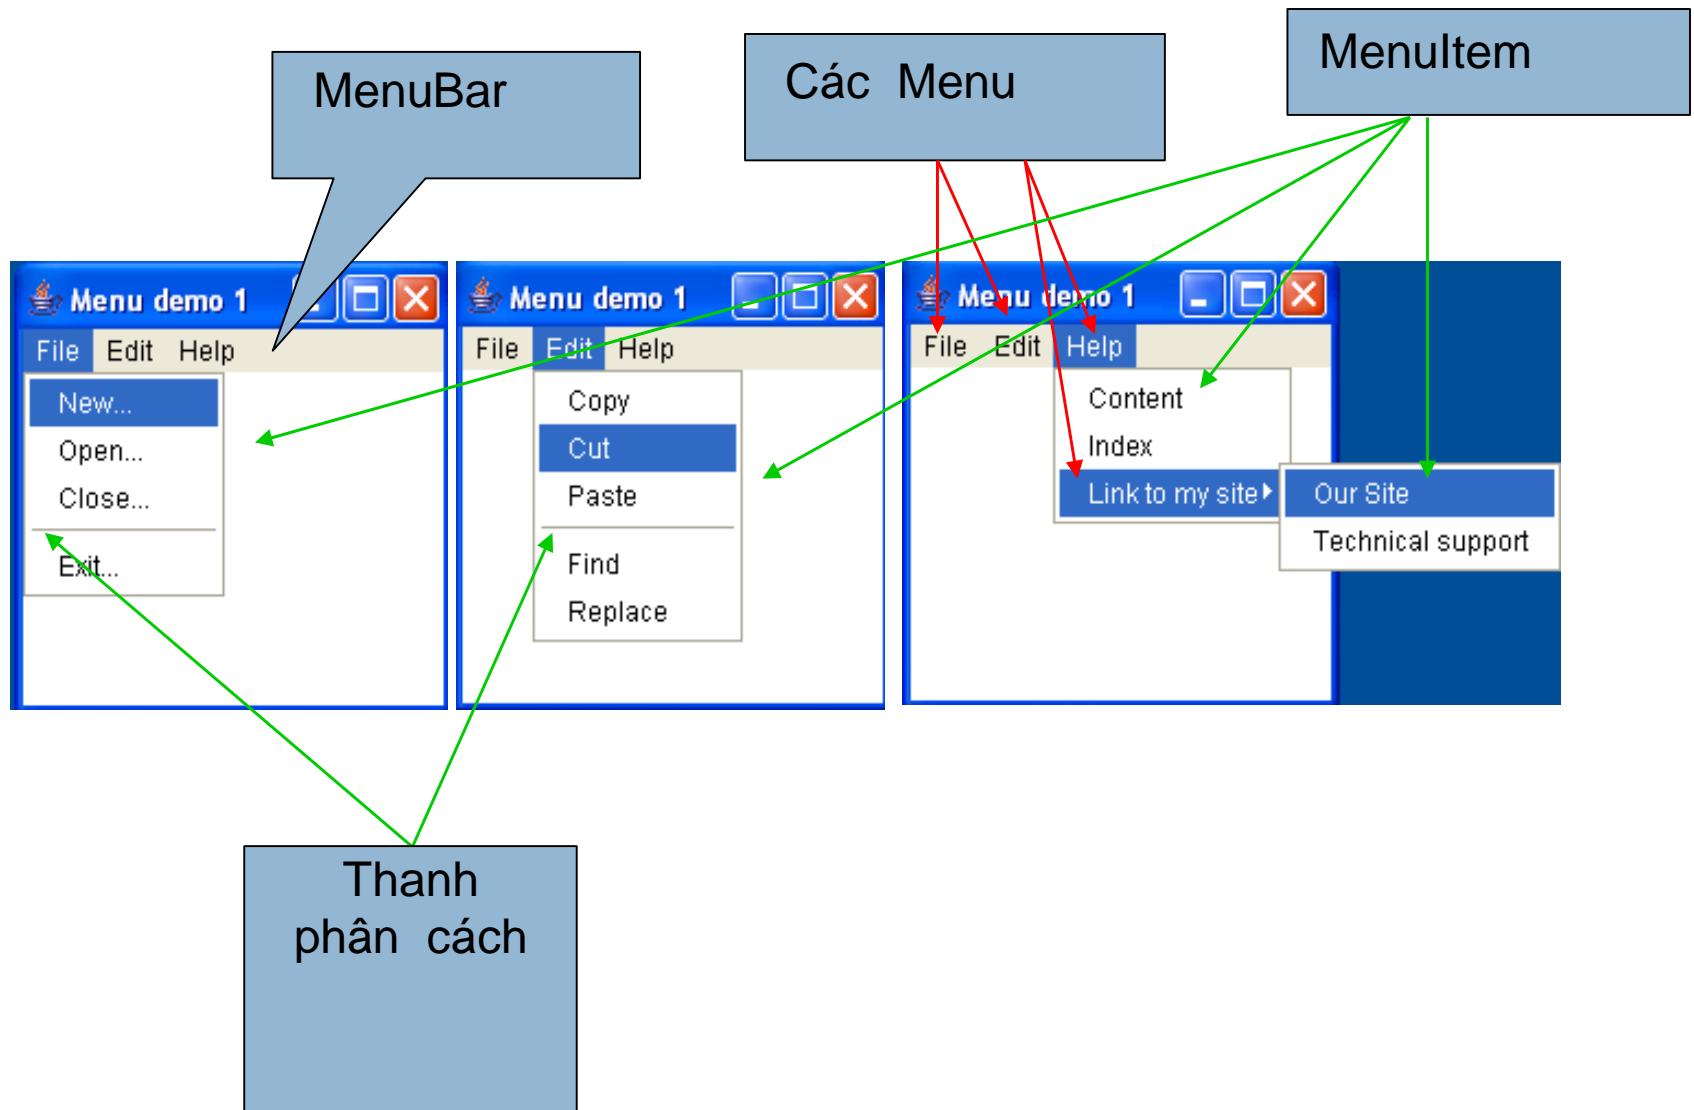 MenuBar
Các Menu
MenuItem
Menu demo 1
File Edit Help
New...
Open...
Close...
Exit...
Menu demo 1
File Edit Help
Copy
Cut
Paste
Find
Replace
Menu demo 1
File Edit Help
Content
Index
Link to my site
Our Site
Technical support
Thanh
phân cách